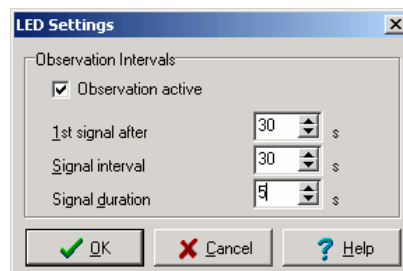 LED Settings
Observation Intervals
Observation active
1st signal after 30 s
Signal interval 30 s
Signal duration 5 s
OK Cancel Help